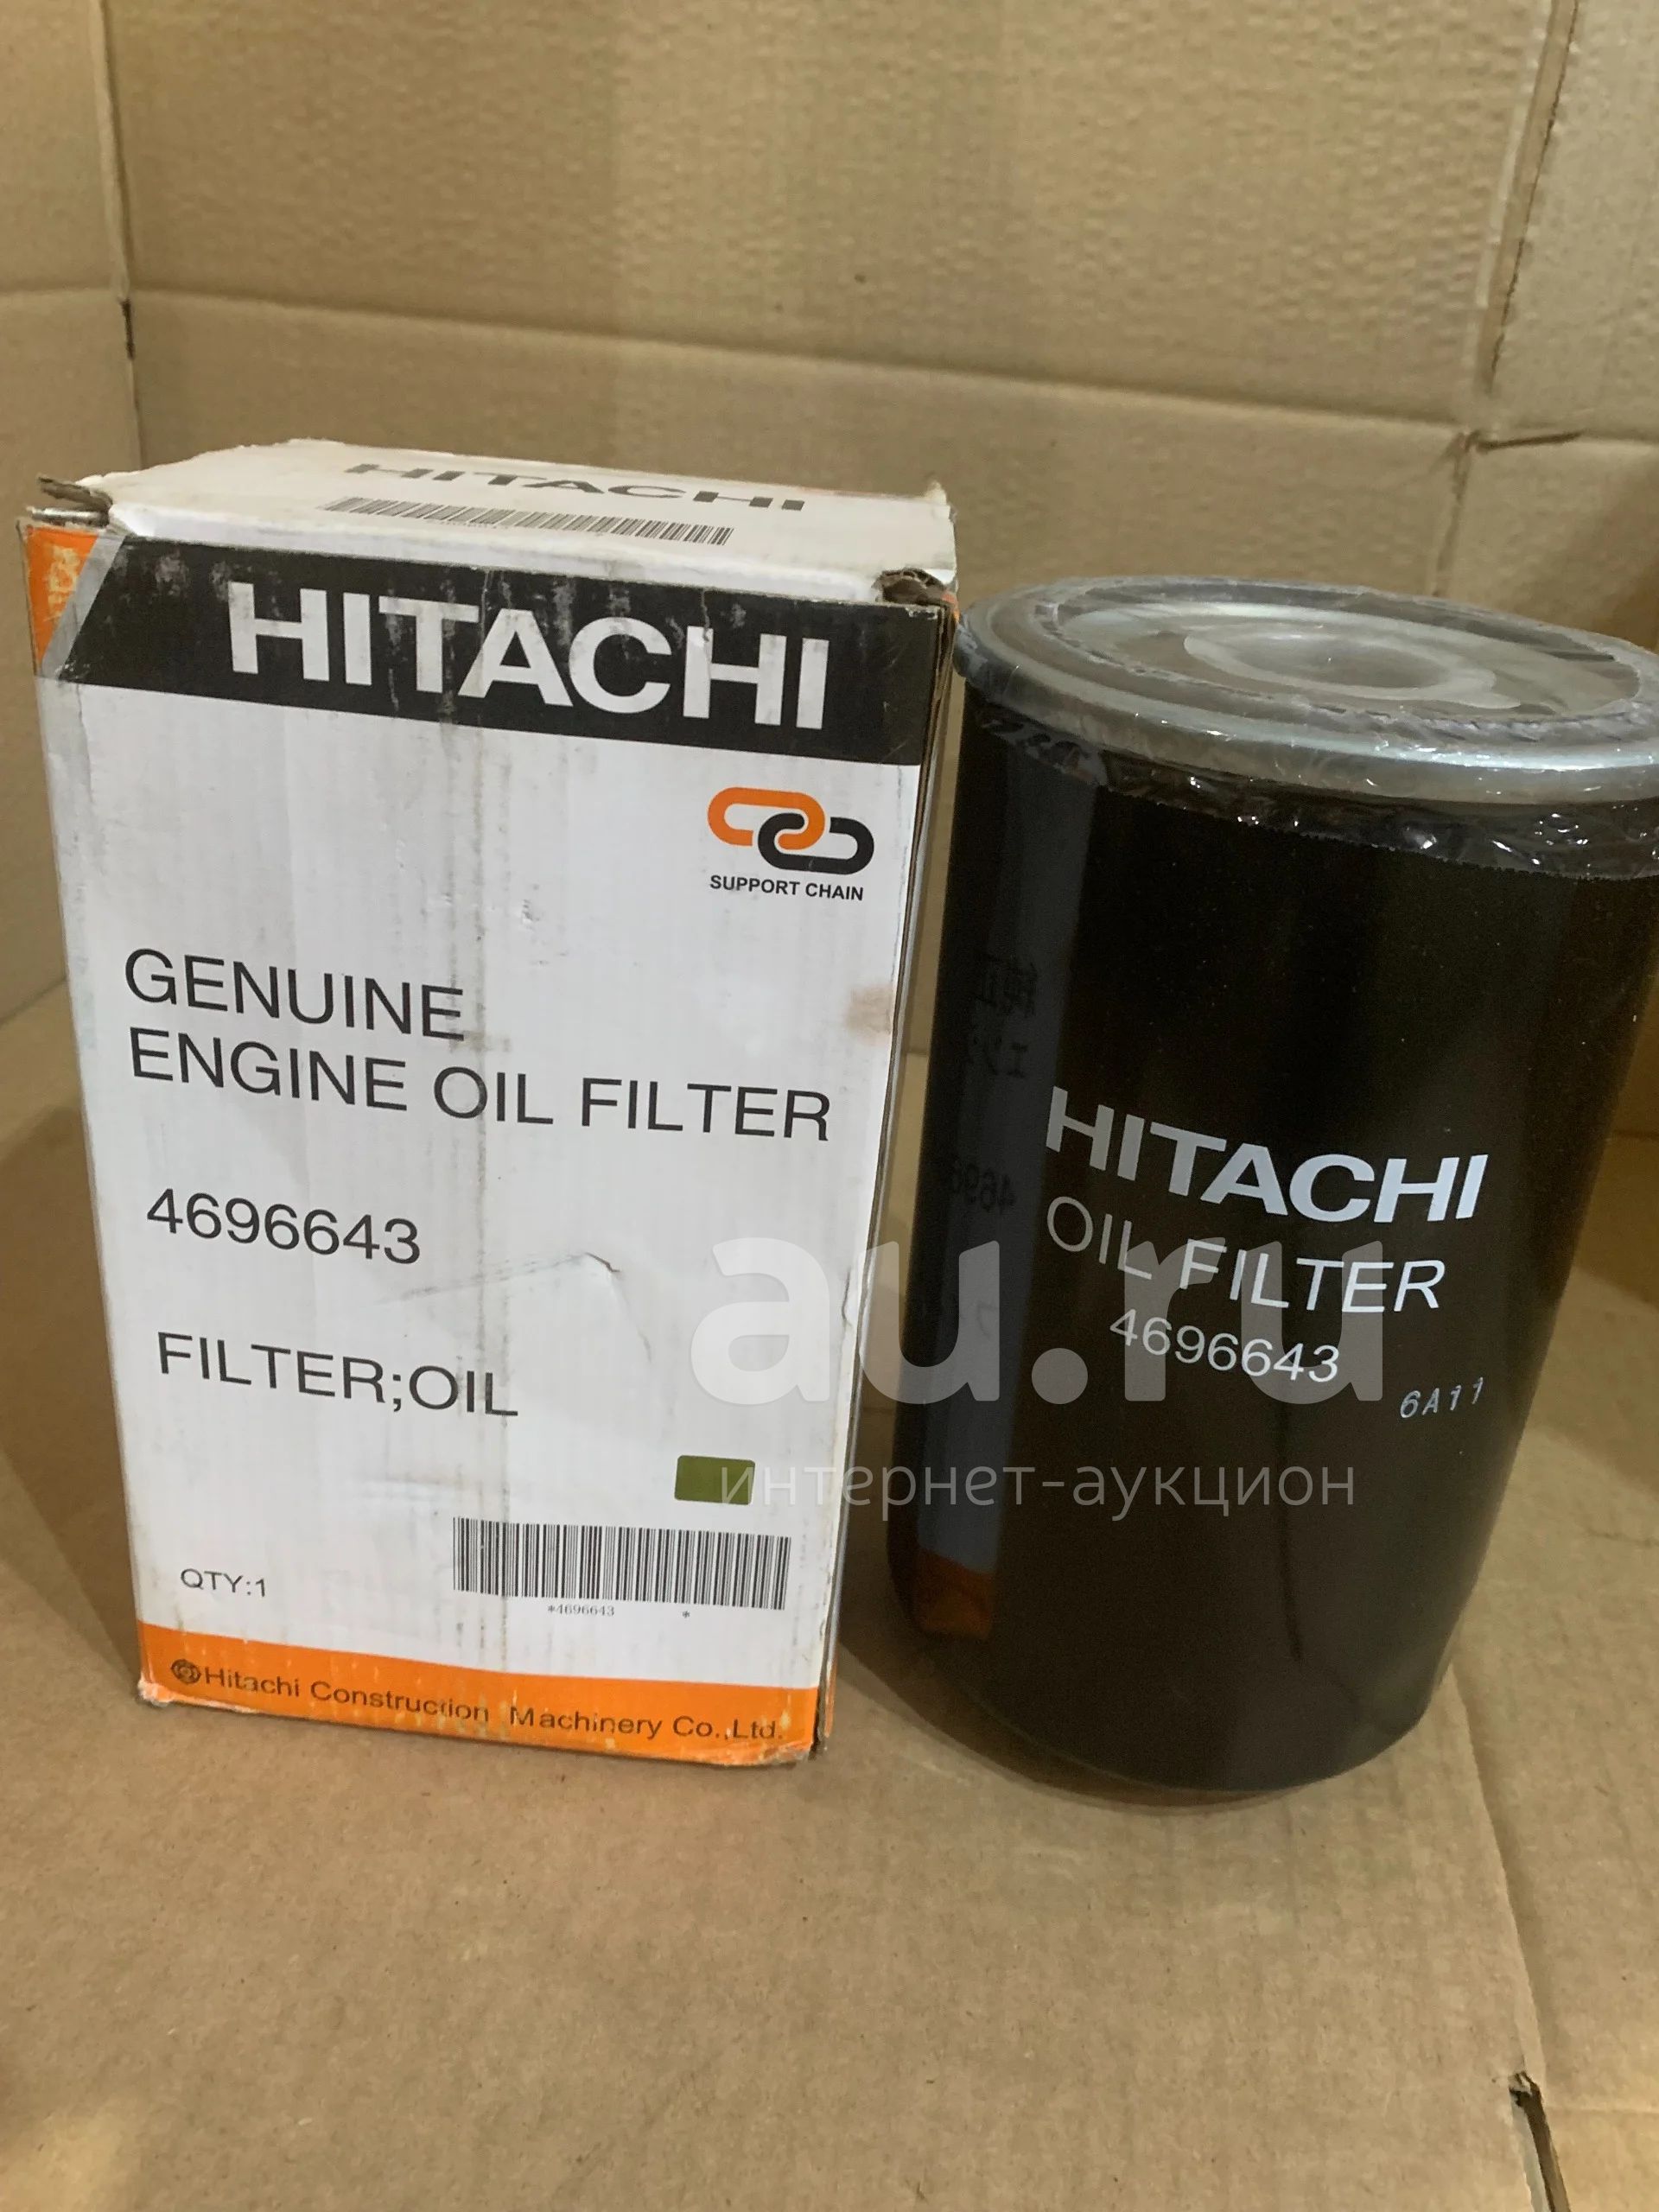 HITACHI
HITACHI
SUPPORT CHAIN
GENUINE
ENGINE OIL FILTER
4696643
FILTER;OIL
QTY:1
*4696643 *
Hitachi Construction Machinery Co.,Ltd.
HITACHI
OIL FILTER
4696643
6A11
au.ru
интернет-аукцион